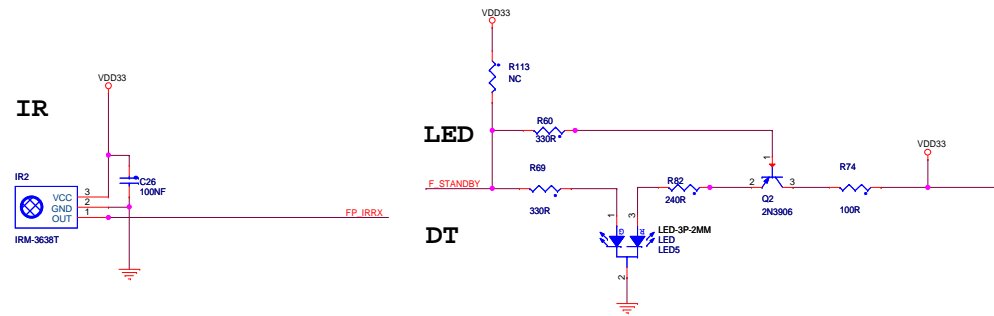 VDD33
R113
NC
VDD33
IR
LED
R60
330R
VDD33
C26
100NF
IR2
VCC
GND
OUT
3
2
1
FP_IRRX
IRM-3638T
F_STANDBY
R69
330R
R82
240R
1
2
3
Q2
2N3906
R74
100R
DT
1
3
G
R
LED-3P-2MM
LED
LED5
2